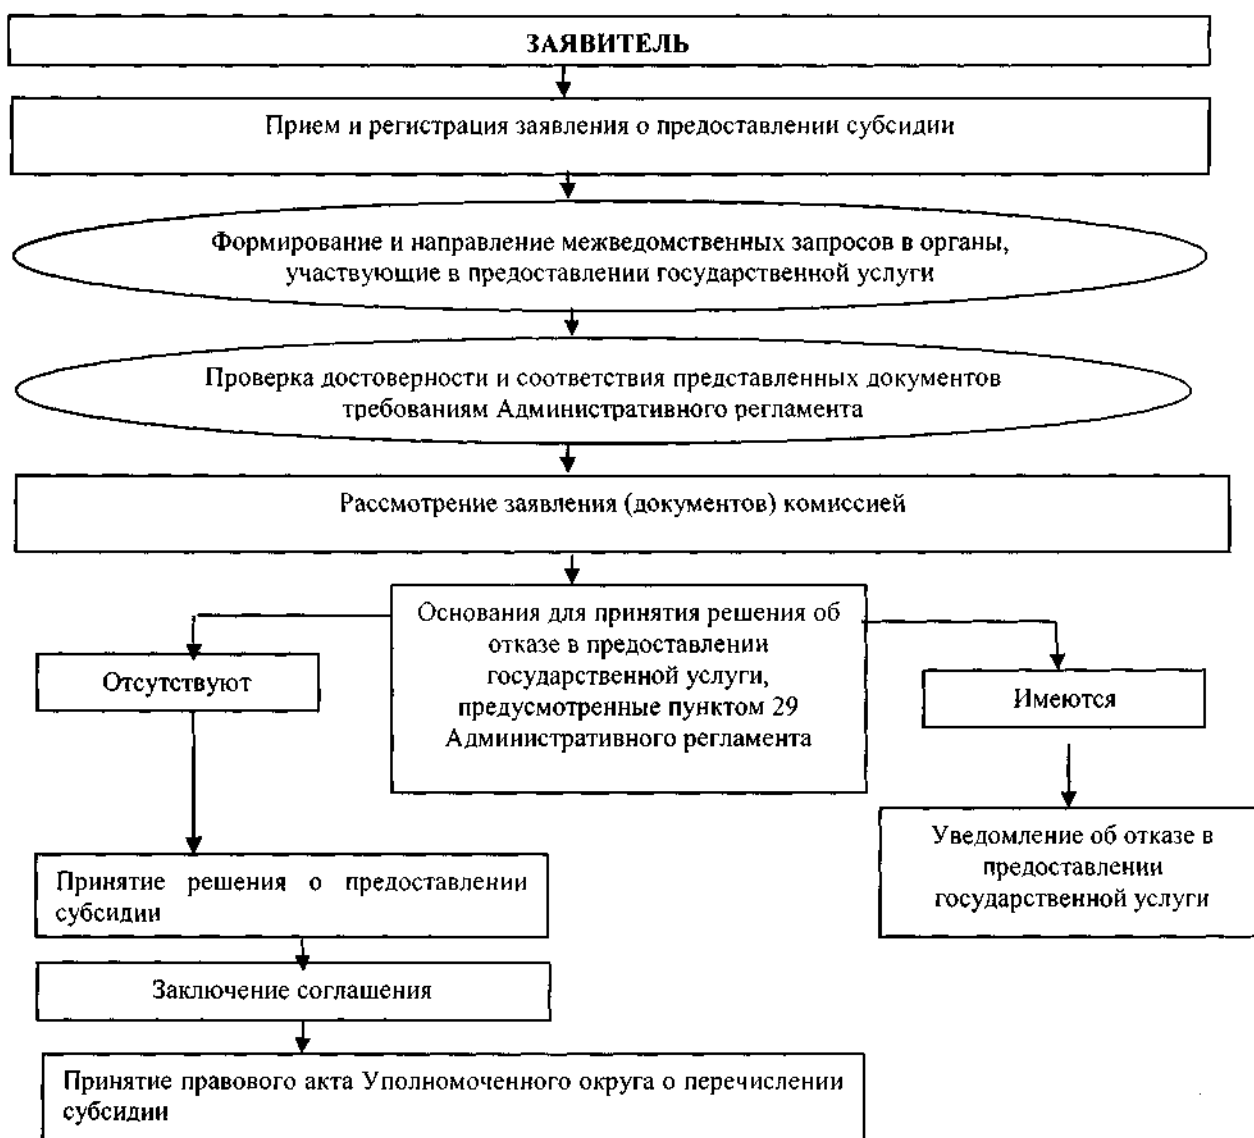 ЗАЯВИТЕЛЬ
Прием и регистрация заявления о предоставлении субсидии
Формирование и направление межведомственных запросов в органы,
участвующие в предоставлении государственной услуги
Проверка достоверности и соответствия представленных документов
требованиям Административного регламента
Рассмотрение заявления (документов) комиссией
Основания для принятия решения об
отказе в предоставлении
государственной услуги,
предусмотренные пунктом 29
Административного регламента
Отсутствуют
Имеются
Уведомление об отказе в
предоставлении
государственной услуги
Принятие решения о предоставлении
субсидии
Заключение соглашения
Принятие правового акта Уполномоченного округа о перечислении
субсидии